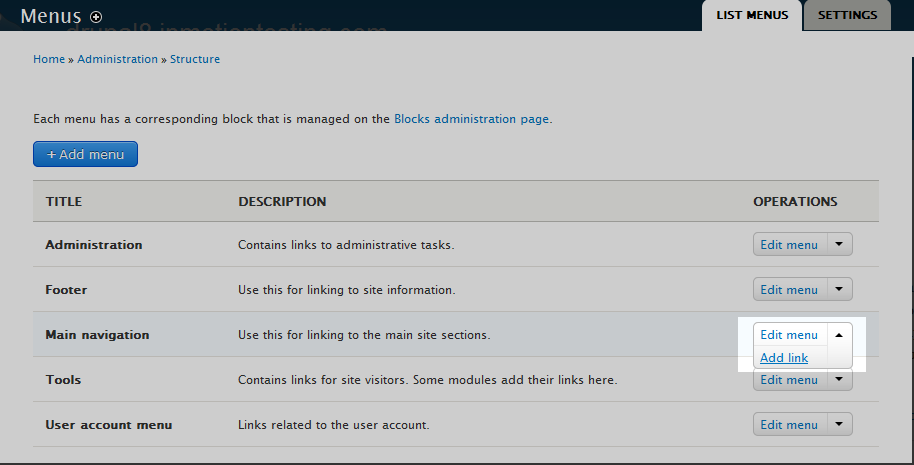 Menus
LIST MENUS SETTINGS
drupal8.inmotiontesting.com
Home » Administration » Structure
Each menu has a corresponding block that is managed on the Blocks administration page.
+ Add menu
TITLE DESCRIPTION OPERATIONS
Administration Contains links to administrative tasks. Edit menu
Footer Use this for linking to site information. Edit menu
Main navigation Use this for linking to the main site sections. Edit menu
Add link
Tools Contains links for site visitors. Some modules add their links here. Edit menu
User account menu Links related to the user account. Edit menu